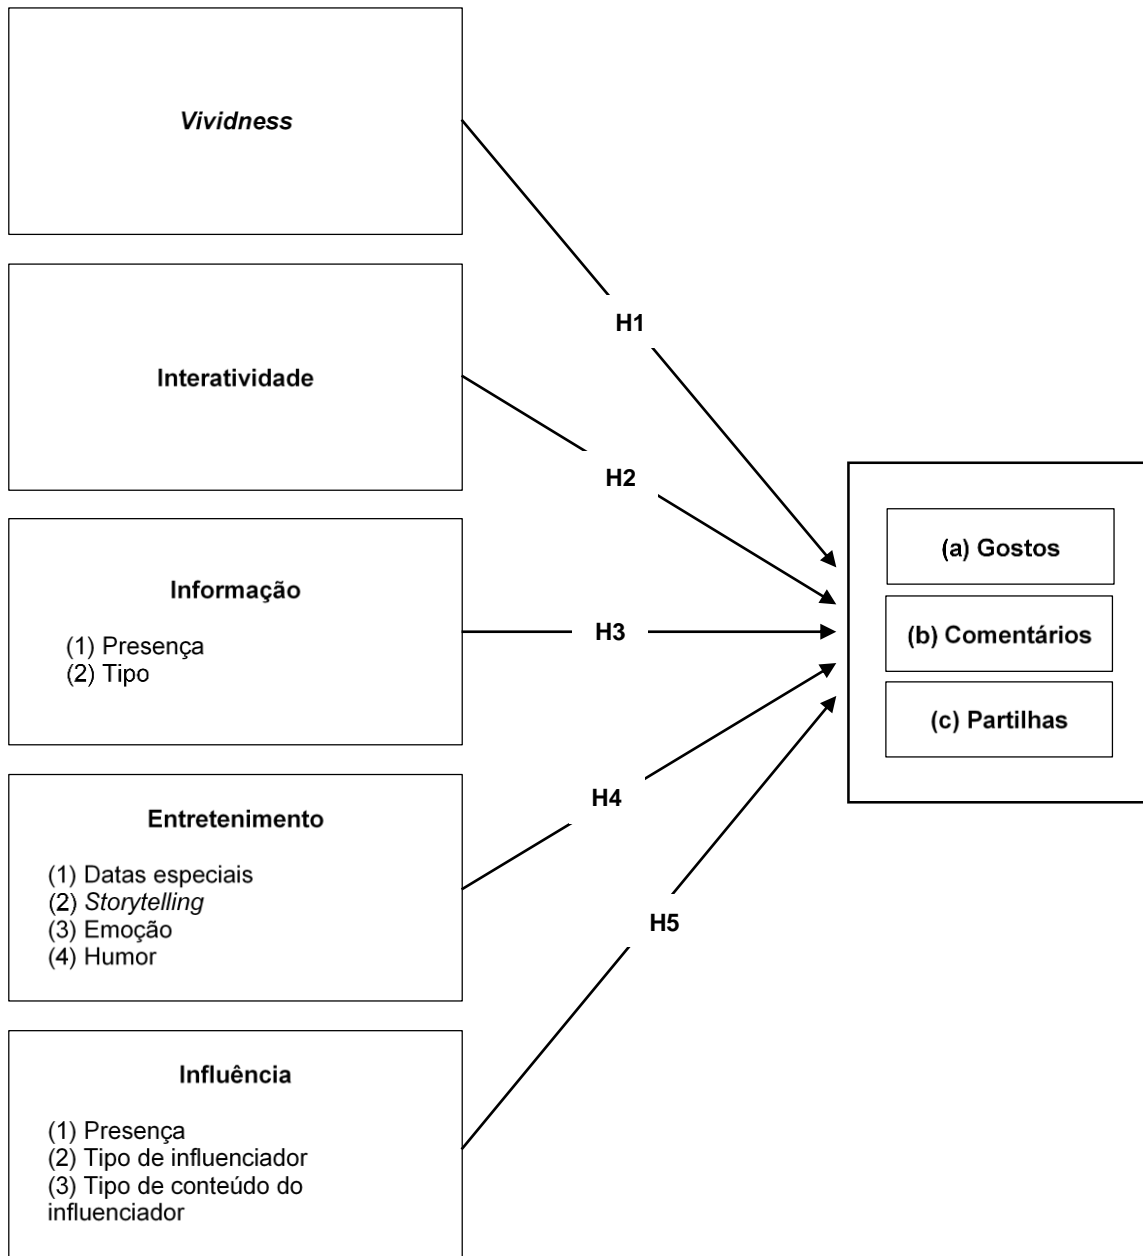 Vividness
H1
Interatividade
H2
(a) Gostos
(b) Comentários
(c) Partilhas
Informação
(1) Presença
(2) Tipo
H3
Entretenimento
(1) Datas especiais
(2) Storytelling
(3) Emoção
(4) Humor
H4
Influência
(1) Presença
(2) Tipo de influenciador
(3) Tipo de conteúdo do
influenciador
H5